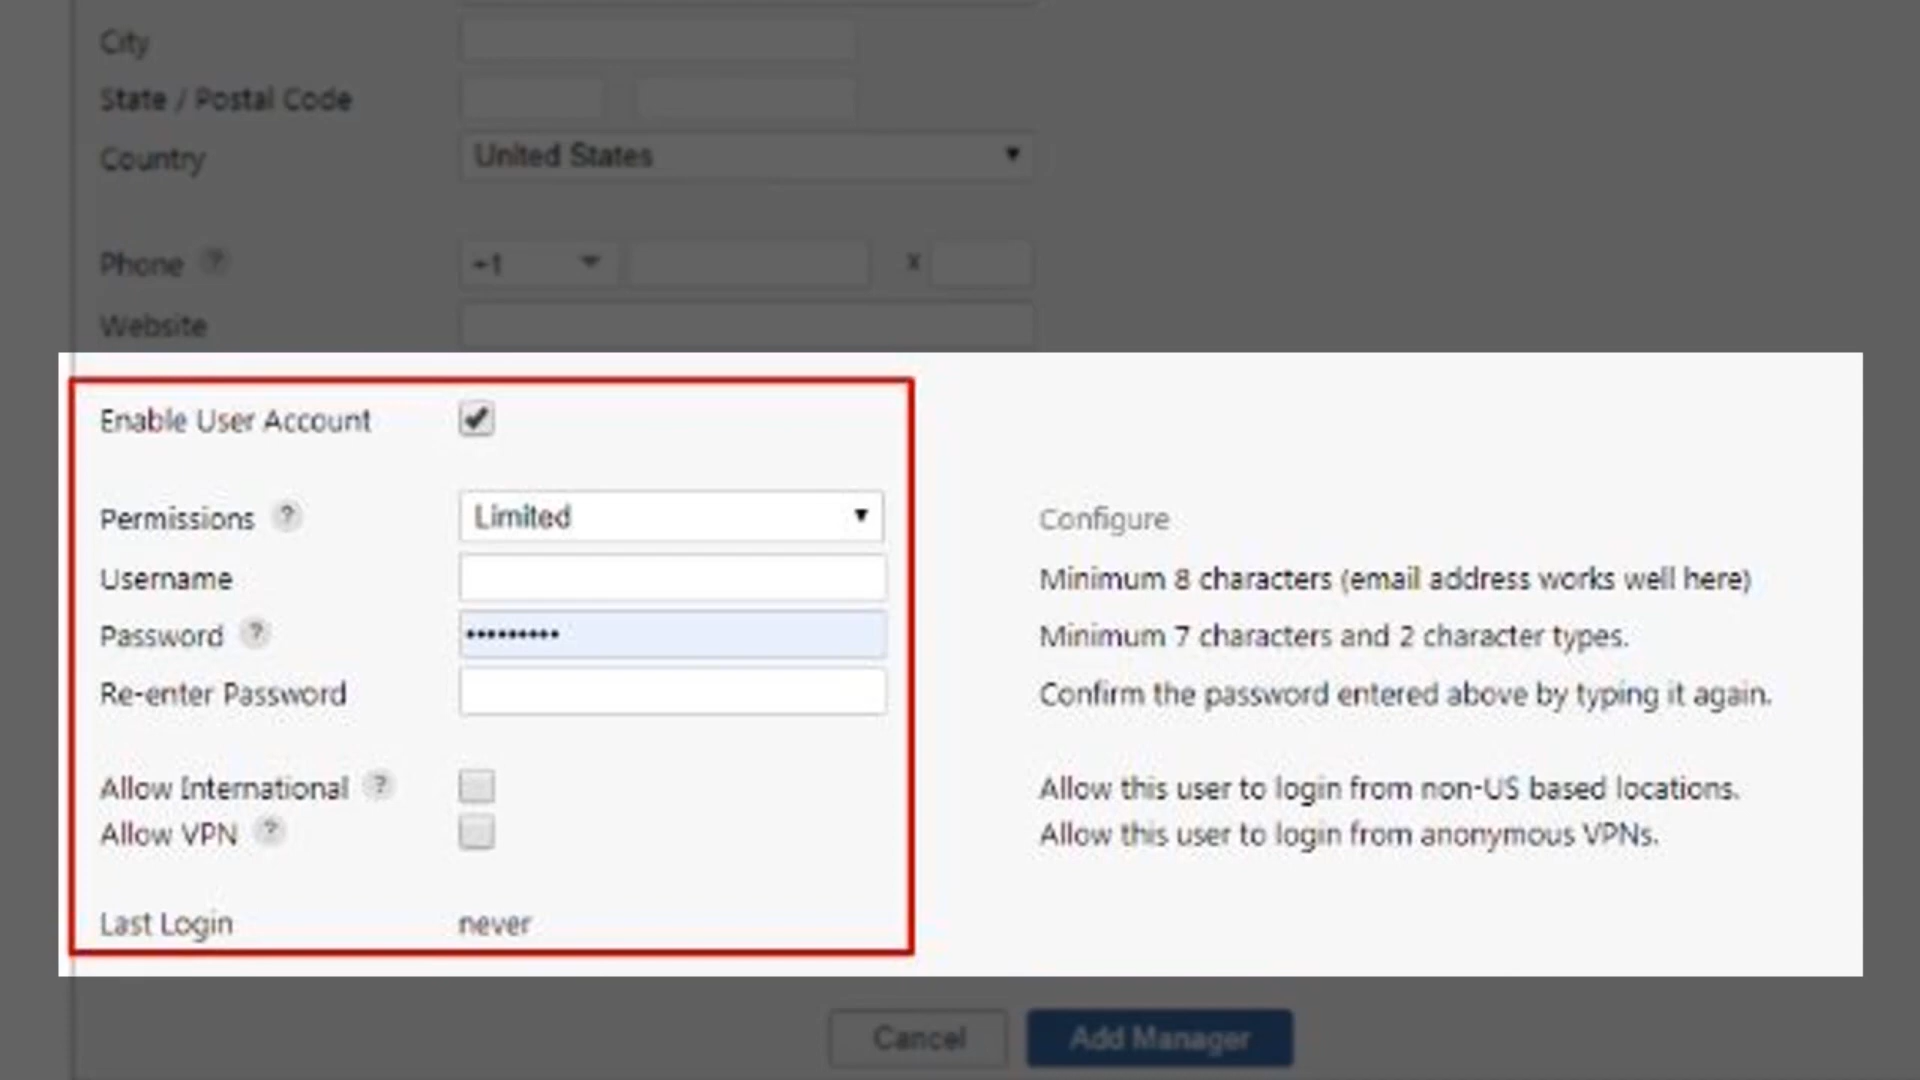 City
State / Postal Code
Country United States
Phone ? +1 x
Website
Enable User Account
Permissions ? Limited Configure
Username Minimum 8 characters (email address works well here)
Password ? ••••••••• Minimum 7 characters and 2 character types.
Re-enter Password Confirm the password entered above by typing it again.
Allow International ? Allow this user to login from non-US based locations.
Allow VPN ? Allow this user to login from anonymous VPNs.
Last Login never
Cancel Add Manager